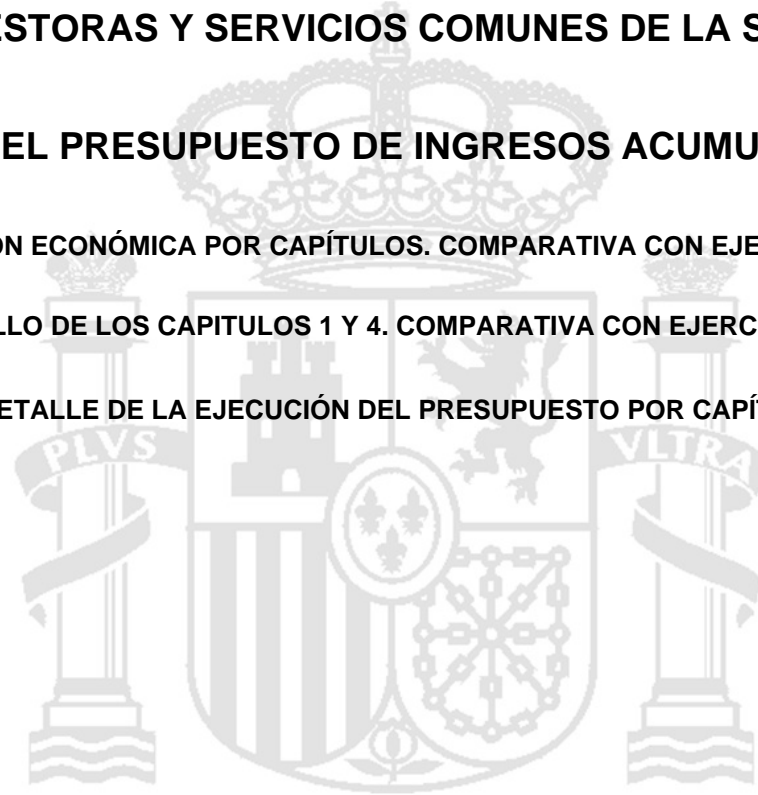 ESTORAS Y SERVICIOS COMUNES DE LA S
EL PRESUPUESTO DE INGRESOS ACUMU
ÓN ECONÓMICA POR CAPÍTULOS. COMPARATIVA CON EJE
LLO DE LOS CAPITULOS 1 Y 4. COMPARATIVA CON EJERC
ETALLE DE LA EJECUCIÓN DEL PRESUPUESTO POR CAPÍ
PLVS VLTRA